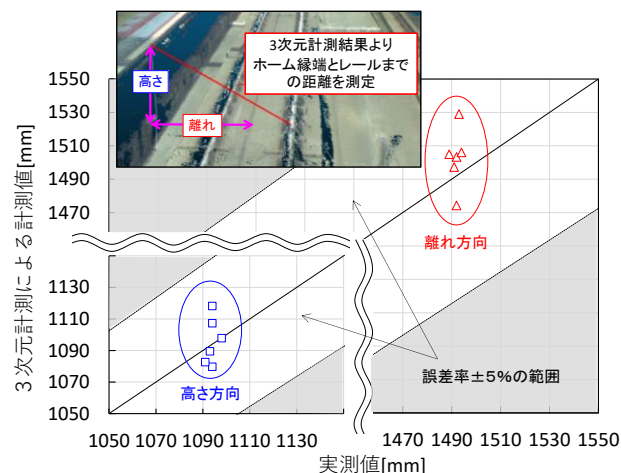 3次元計測結果より
ホーム縁端とレールまで
の距離を測定
高さ
離れ
3次元計測による計測値[mm]
1550
1530
1510
1490
1470
1130
1110
1090
1070
1050
離れ方向
高さ方向
誤差率±5%の範囲
1050 1070 1090 1110 1130 1470 1490 1510 1530 1550
実測値[mm]